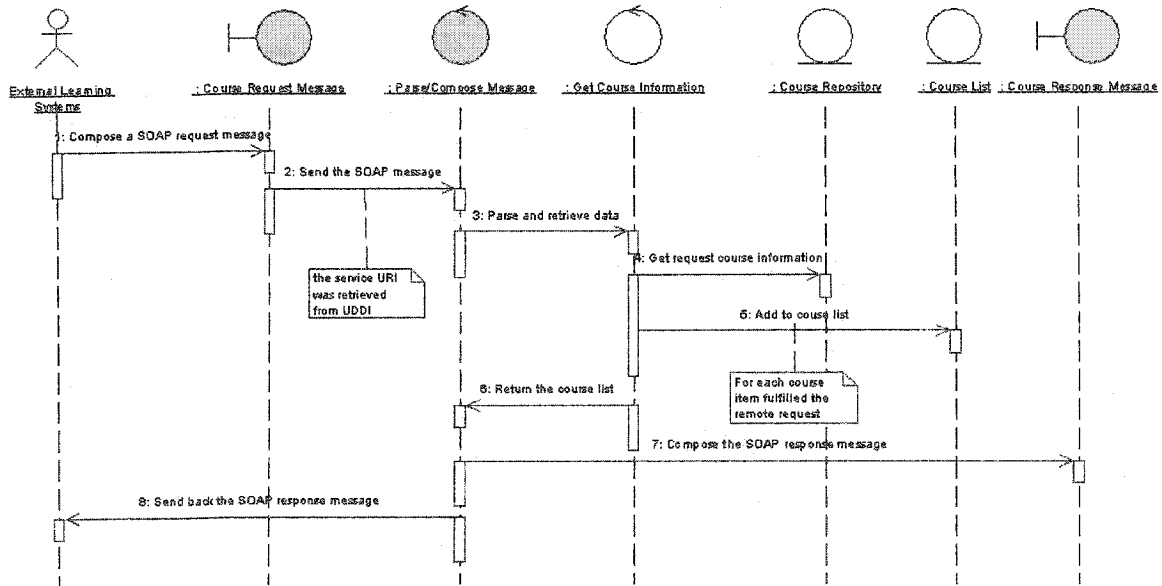 External Learning
Systems
: Course Request Message
: Parse/Compose Message
: Get Course Information
: Course Repository
: Course List
: Course Response Message
1: Compose a SOAP request message
2: Send the SOAP message
3: Parse and retrieve data
the service URI
was retrieved
from UDDI
4: Get request course information
5: Add to couse list
For each course
item fulfilled the
remote request
6: Return the course list
7: Compose the SOAP response message
8: Send back the SOAP response message